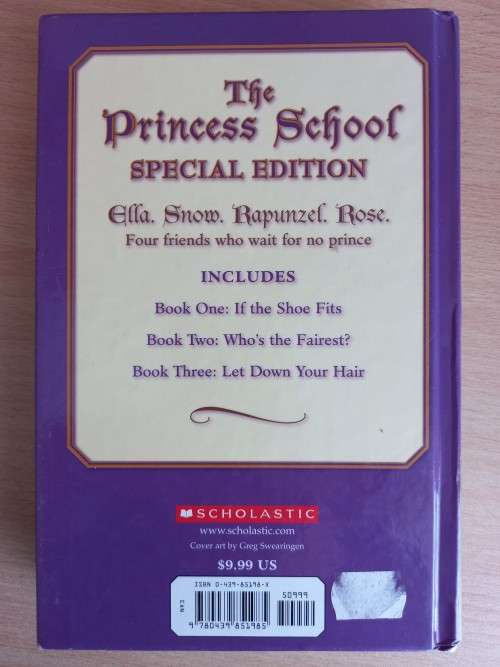 The
Princess School
SPECIAL EDITION
Ella. Snow. Rapunzel. Rose.
Four friends who wait for no prince
INCLUDES
Book One: If the Shoe Fits
Book Two: Who's the Fairest?
Book Three: Let Down Your Hair
SCHOLASTIC
www.scholastic.com
Cover art by Greg Swearingen
$9.99 US
ISBN 0-439-85198-X
50999
EAN
9 780439 851985